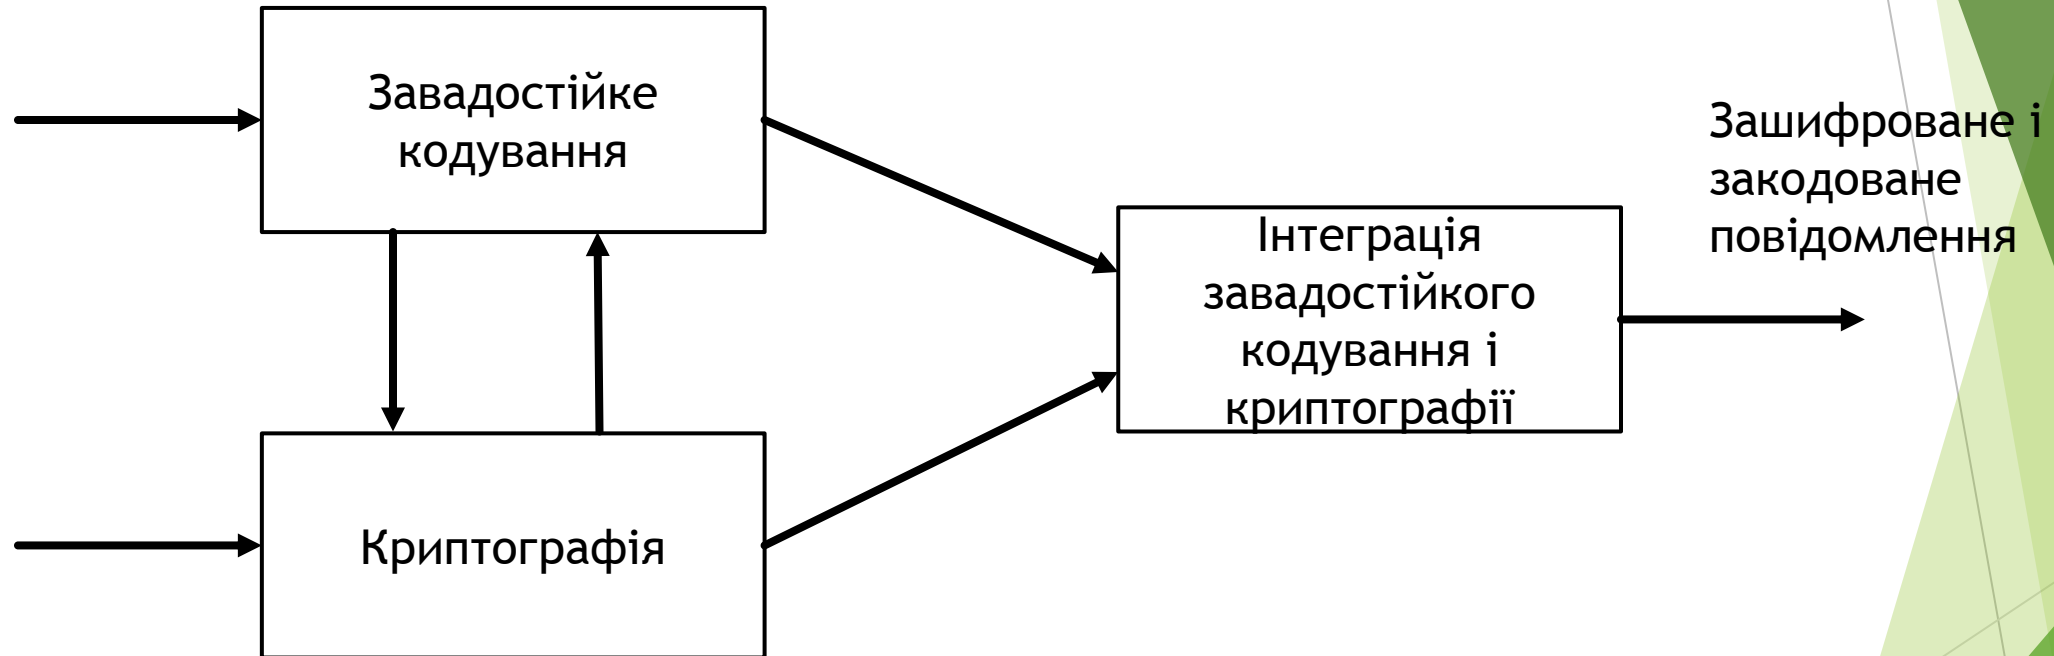 Завадостійке
кодування
Зашифроване і
закодоване
повідомлення
Інтеграція
завадостійкого
кодування і
криптографії
Криптографія